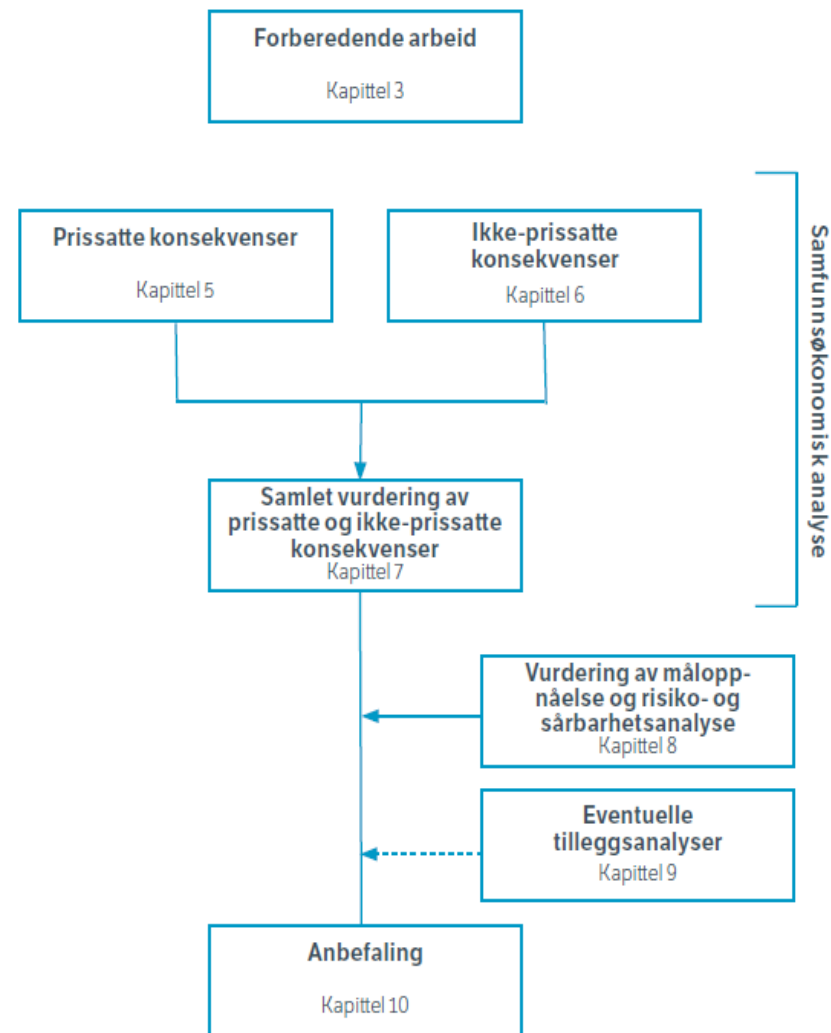 Forberedende arbeid
Kapittel 3
Prissatte konsekvenser
Kapittel 5
Ikke-prissatte
konsekvenser
Kapittel 6
Samfunnsøkonomisk analyse
Samlet vurdering av
prissatte og ikke-prissatte
konsekvenser
Kapittel 7
Vurdering av målopp-
nåelse og risiko- og
sårbarhetsanalyse
Kapittel 8
Eventuelle
tilleggsanalyser
Kapittel 9
Anbefaling
Kapittel 10